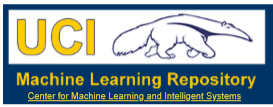 UCI
Machine Learning Repository
Center for Machine Learning and Intelligent Systems